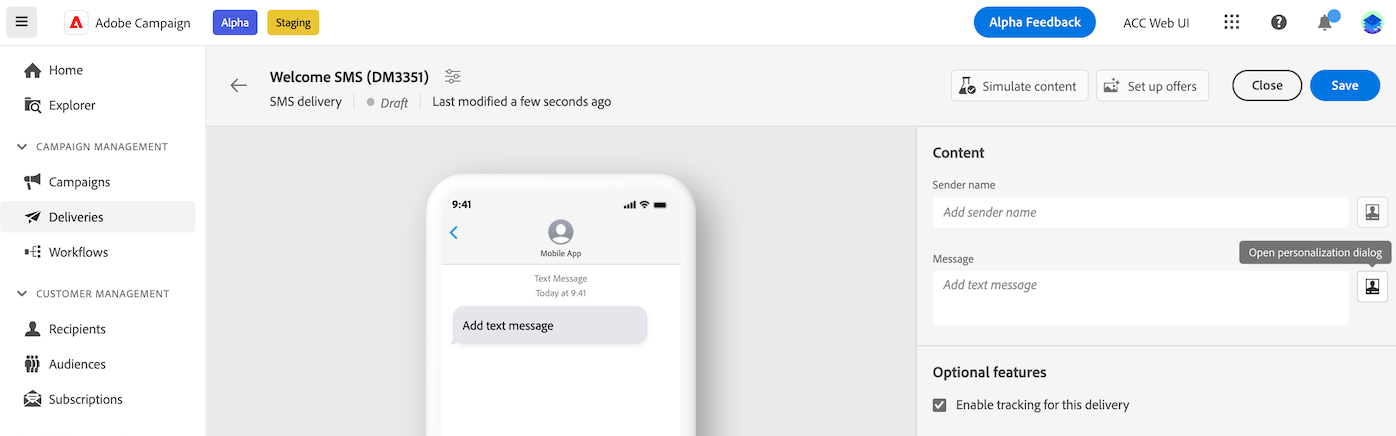 Adobe Campaign Alpha Staging Alpha Feedback ACC Web UI
Home
Explorer
CAMPAIGN MANAGEMENT
Campaigns
Deliveries
Workflows
CUSTOMER MANAGEMENT
Recipients
Audiences
Subscriptions
Welcome SMS (DM3351)
SMS delivery Draft Last modified a few seconds ago
Simulate content Set up offers Close Save
9:41
Mobile App
Text Message
Today at 9:41
Add text message
Content
Sender name
Add sender name
Open personalization dialog
Message
Add text message
Optional features
Enable tracking for this delivery